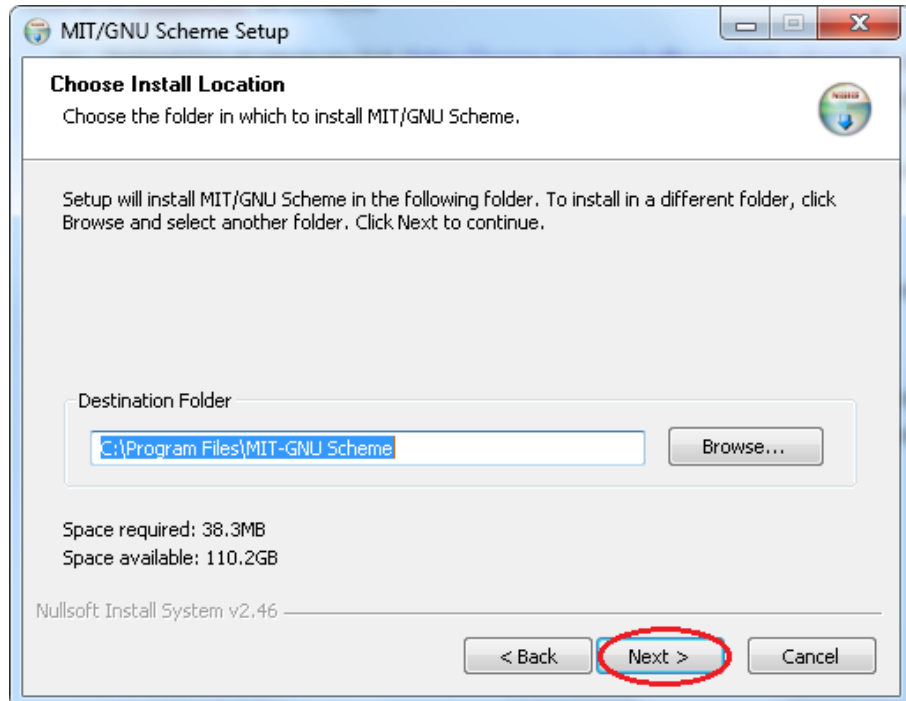 MIT/GNU Scheme Setup
Choose Install Location
Choose the folder in which to install MIT/GNU Scheme.
Setup will install MIT/GNU Scheme in the following folder. To install in a different folder, click
Browse and select another folder. Click Next to continue.
Destination Folder
C:\Program Files\MIT-GNU Scheme
Browse...
Space required: 38.3MB
Space available: 110.2GB
Nullsoft Install System v2.46
< Back
Next >
Cancel